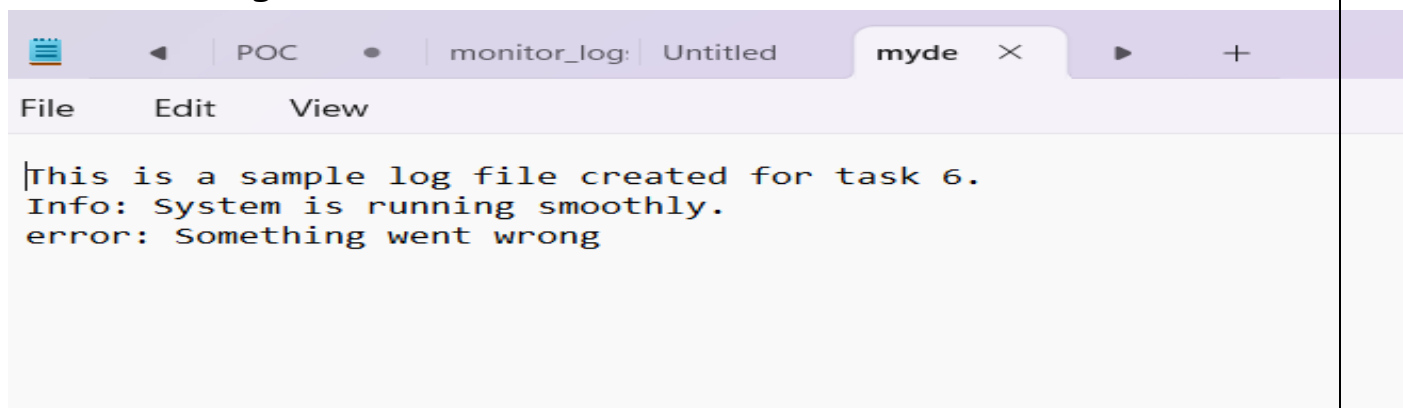 POC monitor_log: Untitled myde
File Edit View
This is a sample log file created for task 6.
Info: System is running smoothly.
error: Something went wrong